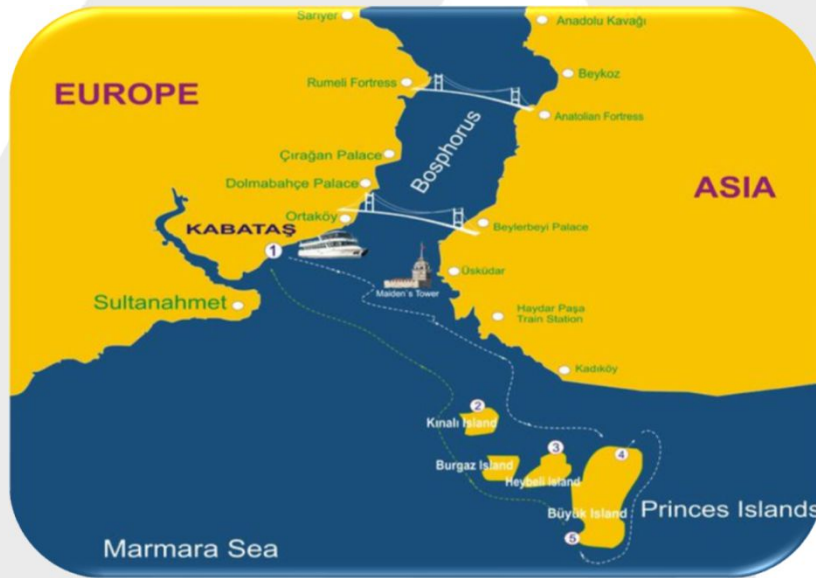 Sarıyer
Anadolu Kavağı
Beykoz
EUROPE
Rumeli Fortress
Anatolian Fortress
Bosphorus
Çırağan Palace
Dolmabahçe Palace
ASIA
Ortaköy
KABATAŞ
Beylerbeyi Palace
1
Üsküdar
Maiden's Tower
Sultanahmet
Haydar Paşa
Train Station
Kadıköy
2
Kınalı Island
3
4
Burgaz Island
Heybeli island
Büyük Island
Princes Islands
5
Marmara Sea